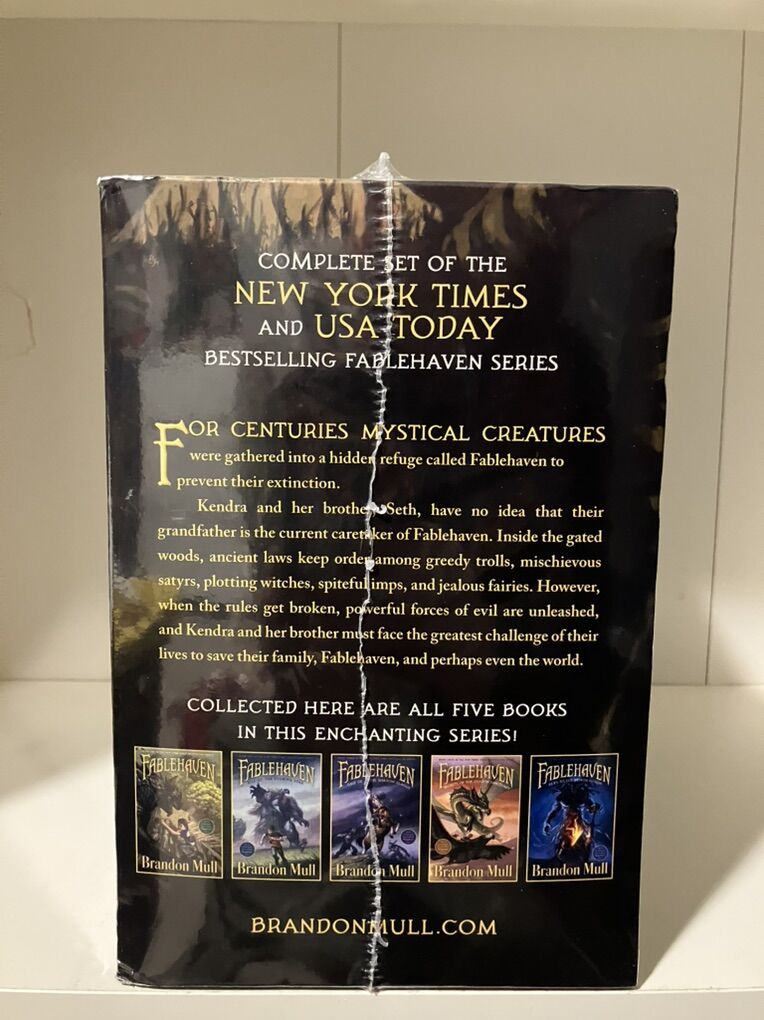 COMPLETE SET OF THE
NEW YORK TIMES
AND USA TODAY
BESTSELLING FABLEHAVEN SERIES
FOR CENTURIES MYSTICAL CREATURES
were gathered into a hidden refuge called Fablehaven to
prevent their extinction.
Kendra and her brother, Seth, have no idea that their
grandfather is the current caretaker of Fablehaven. Inside the gated
woods, ancient laws keep order among greedy trolls, mischievous
satyrs, plotting witches, spiteful imps, and jealous fairies. However,
when the rules get broken, powerful forces of evil are unleashed,
and Kendra and her brother must face the greatest challenge of their
lives to save their family, Fablehaven, and perhaps even the world.
COLLECTED HERE ARE ALL FIVE BOOKS
IN THIS ENCHANTING SERIES!
FABLEHAVEN
Brandon Mull
FABLEHAVEN
Brandon Mull
FABLEHAVEN
Brandon Mull
FABLEHAVEN
Brandon Mull
FABLEHAVEN
Brandon Mull
BRANDONMULL.COM